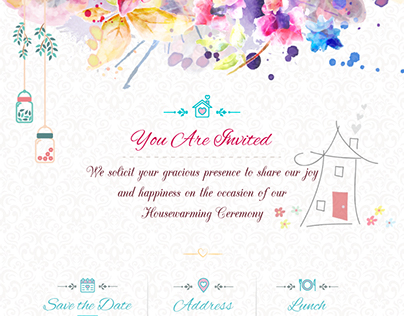 You Are Invited
We solicit your gracious presence to share our joy
and happiness on the occasion of our
Housewarming Ceremony
Save the Date Address Lunch